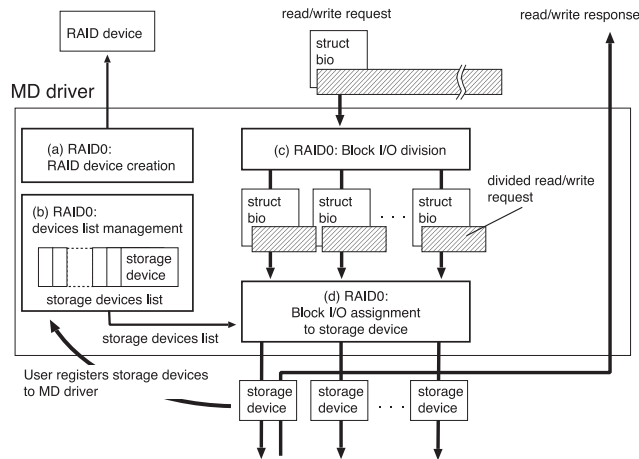 read/write request
read/write response
RAID device
struct
bio
MD driver
(a) RAID0:
RAID device creation
(c) RAID0: Block I/O division
(b) RAID0:
devices list management
storage
device
storage devices list
struct
bio
struct
bio
. . .
struct
bio
divided read/write
request
(d) RAID0:
Block I/O assignment
to storage device
storage devices list
User registers storage devices
to MD driver
storage
device
storage
device
. . .
storage
device